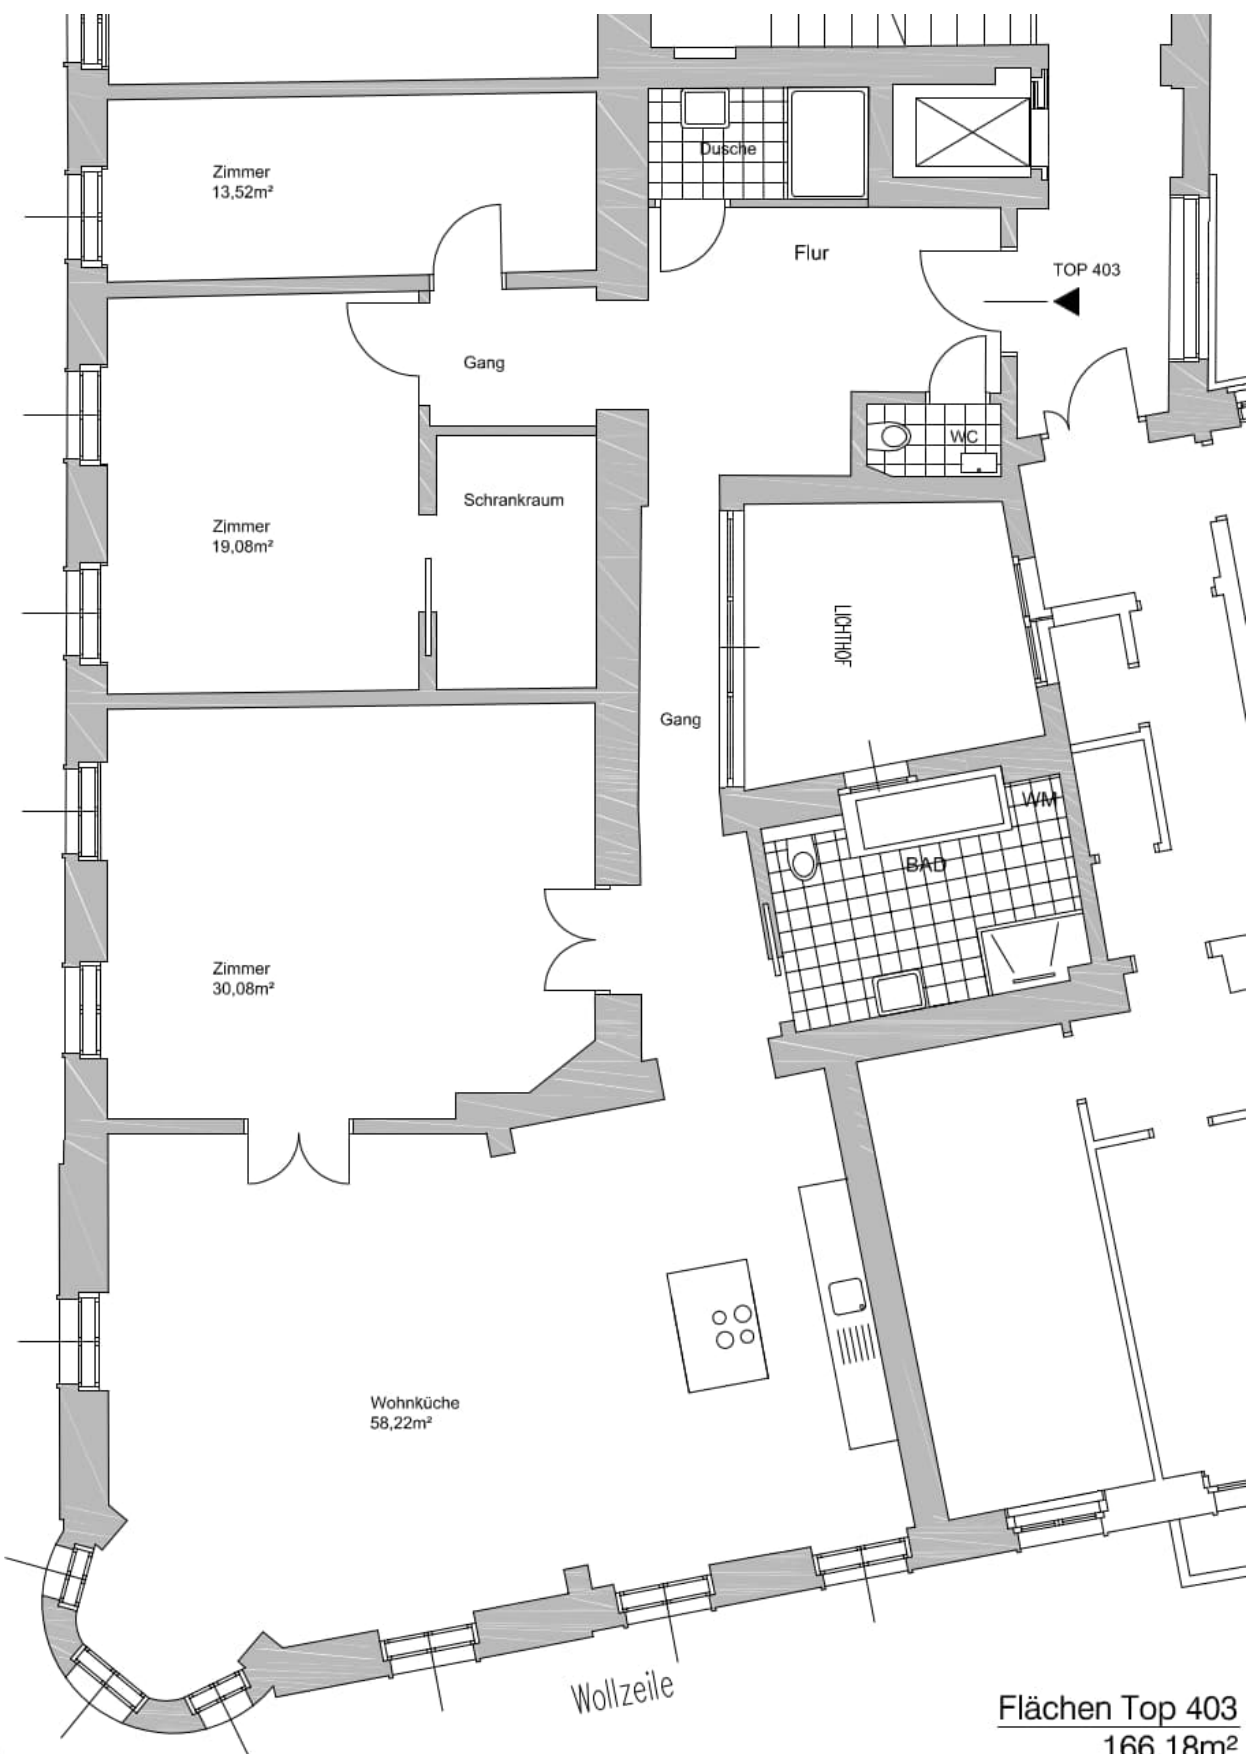 Zimmer
13,52m²
Dusche
Flur
TOP 403
Gang
WC
Zimmer
19,08m²
Schrankraum
LICHTHOF
Gang
WM
BAD
Zimmer
30,08m²
Wohnküche
58,22m²
Wollzeile
Flächen Top 403
166,18m²